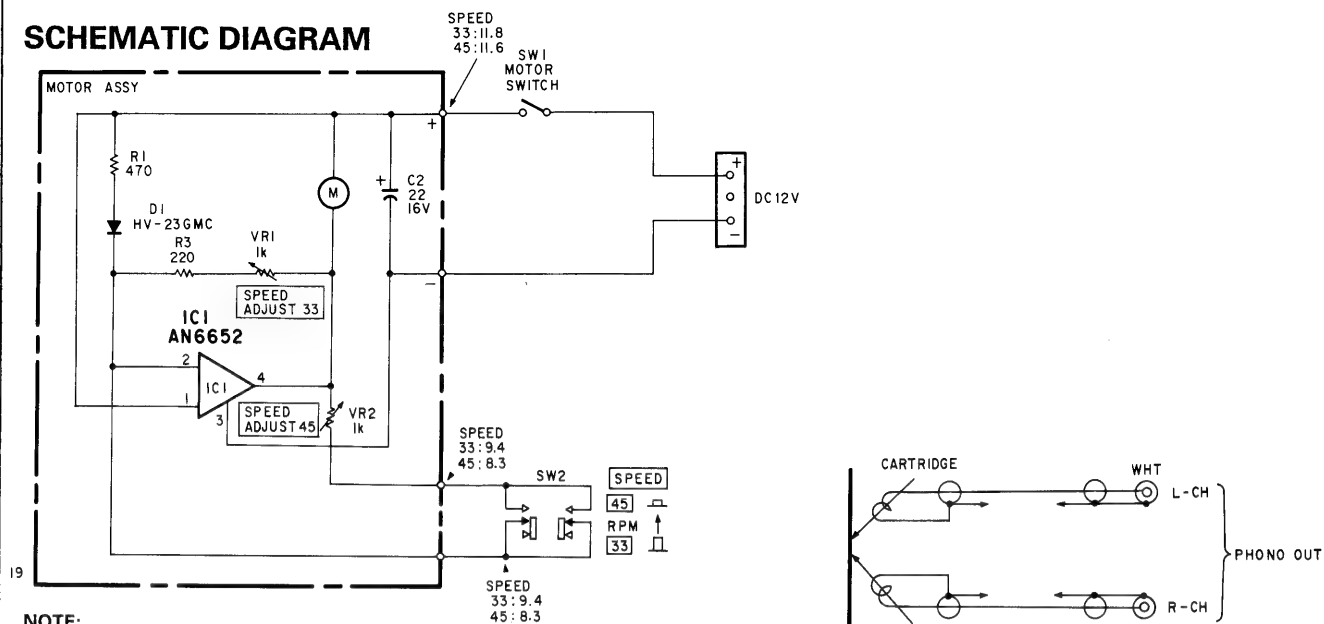 SCHEMATIC DIAGRAM
SPEED
33:11.8
45:11.6
SW1
MOTOR
SWITCH
MOTOR ASSY
+
R1
470
M
+
C2
22
16V
+
DC12V
−
D1
HV-23GMC
R3
220
VR1
1k
−
SPEED
ADJUST 33
IC1
AN6652
2
IC1
4
1
3
SPEED
ADJUST 45
VR2
1k
SPEED
33:9.4
45:8.3
SW2
SPEED
45
RPM
33
CARTRIDGE
WHT
L-CH
PHONO OUT
R-CH
19
SPEED
33:9.4
45:8.3
NOTE: